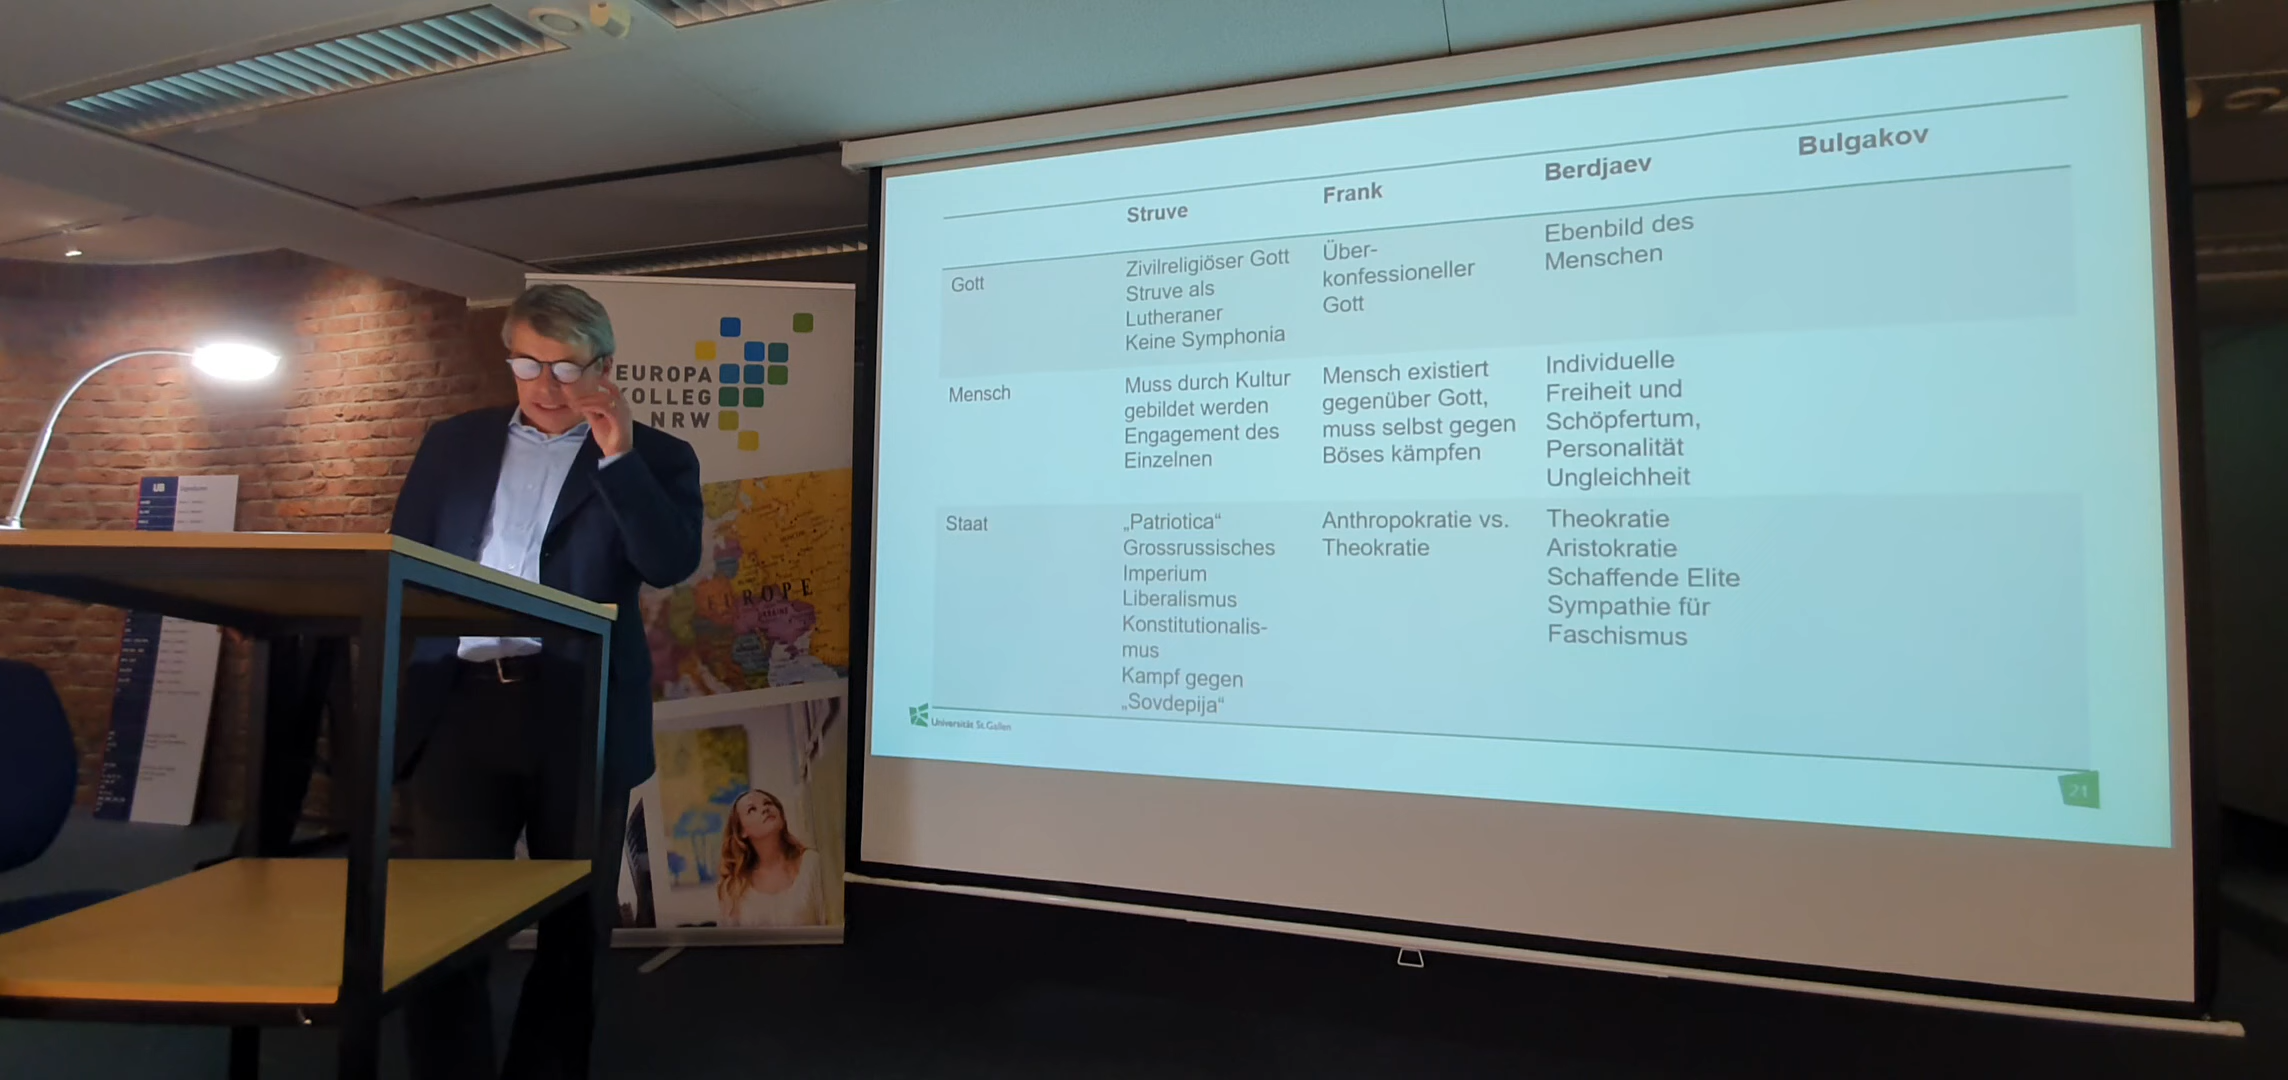 EUROPA
KOLLEG
NRW
EUROPE
UB
Struve
Frank
Berdjaev
Bulgakov
Gott
Zivilreligiöser Gott
Struve als
Lutheraner
Keine Symphonia
Über-
konfessioneller
Gott
Ebenbild des
Menschen
Mensch
Muss durch Kultur
gebildet werden
Engagement des
Einzelnen
Mensch existiert
gegenüber Gott,
muss selbst gegen
Böses kämpfen
Individuelle
Freiheit und
Schöpfertum,
Personalität
Ungleichheit
Staat
„Patriotica“
Grossrussisches
Imperium
Liberalismus
Konstitutionalis-
mus
Kampf gegen
„Sovdepija“
Anthropokratie vs.
Theokratie
Theokratie
Aristokratie
Schaffende Elite
Sympathie für
Faschismus
Universität St.Gallen
21